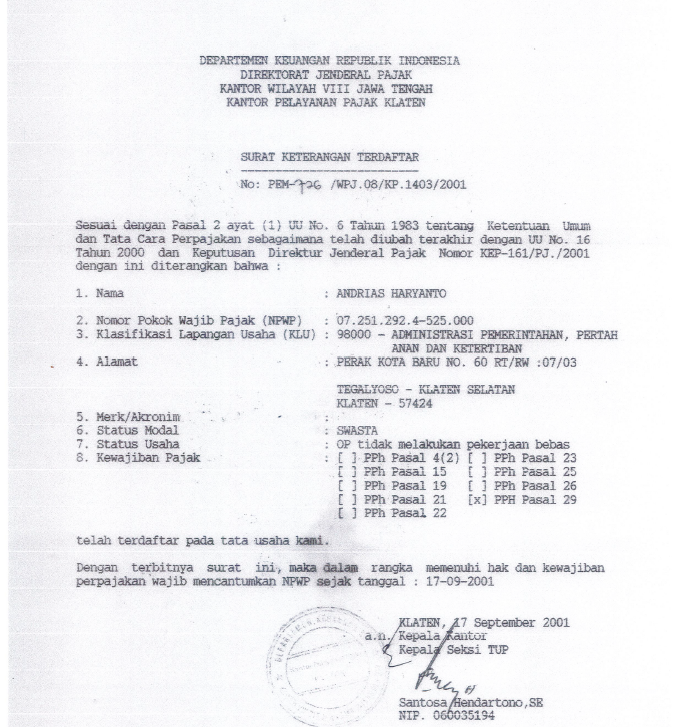 DEPARTEMEN KEUANGAN REPUBLIK INDONESIA
DIREKTORAT JENDERAL PAJAK
KANTOR WILAYAH VIII JAWA TENGAH
KANTOR PELAYANAN PAJAK KLATEN
SURAT KETERANGAN TERDAFTAR
No: PEM-726 /WPJ.08/KP.1403/2001
Sesuai dengan Pasal 2 ayat (1) UU No. 6 Tahun 1983 tentang Ketentuan Umum
dan Tata Cara Perpajakan sebagaimana telah diubah terakhir dengan UU No. 16
Tahun 2000 dan Keputusan Direktur Jenderal Pajak Nomor KEP-161/PJ./2001
dengan ini diterangkan bahwa :
1. Nama : ANDRIAS HARYANTO
2. Nomor Pokok Wajib Pajak (NPWP) : 07.251.292.4-525.000
3. Klasifikasi Lapangan Usaha (KLU) : 98000 - ADMINISTRASI PEMERINTAHAN, PERTAH
ANAN DAN KETERTIBAN
4. Alamat : PERAK KOTA BARU NO. 60 RT/RW :07/03
TEGALYOSO - KLATEN SELATAN
KLATEN - 57424
5. Merk/Akronim :
6. Status Modal : SWASTA
7. Status Usaha : OP tidak melakukan pekerjaan bebas
8. Kewajiban Pajak : [ ] PPh Pasal 4(2) [ ] PPh Pasal 23
[ ] PPh Pasal 15 [ ] PPh Pasal 25
[ ] PPh Pasal 19 [ ] PPh Pasal 26
[ ] PPh Pasal 21 [x] PPH Pasal 29
[ ] PPh Pasal 22
telah terdaftar pada tata usaha kami.
Dengan terbitnya surat ini, maka dalam rangka memenuhi hak dan kewajiban
perpajakan wajib mencantumkan NPWP sejak tanggal : 17-09-2001
KLATEN, 17 September 2001
a.n. Kepala Kantor
Kepala Seksi TUP
Santosa Hendartono,SE
NIP. 060035194